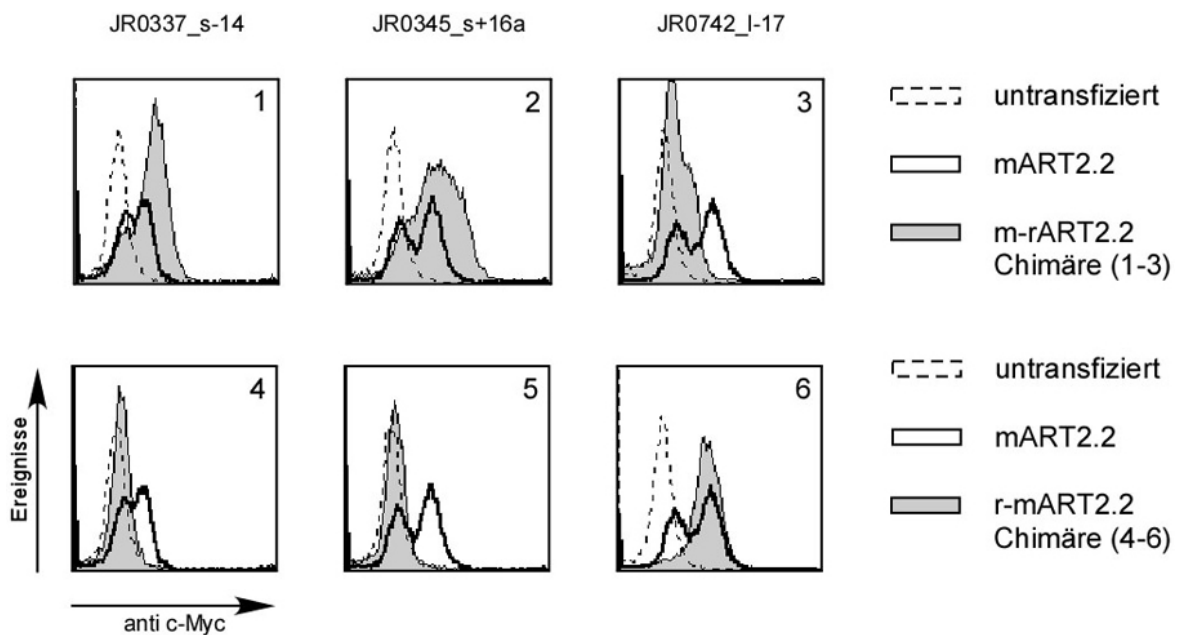 JR0337_s-14
JR0345_s+16a
JR0742_l-17
1
2
3
untransfiziert
mART2.2
m-rART2.2
Chimäre (1-3)
4
5
6
untransfiziert
mART2.2
r-mART2.2
Chimäre (4-6)
Ereignisse
anti c-Myc